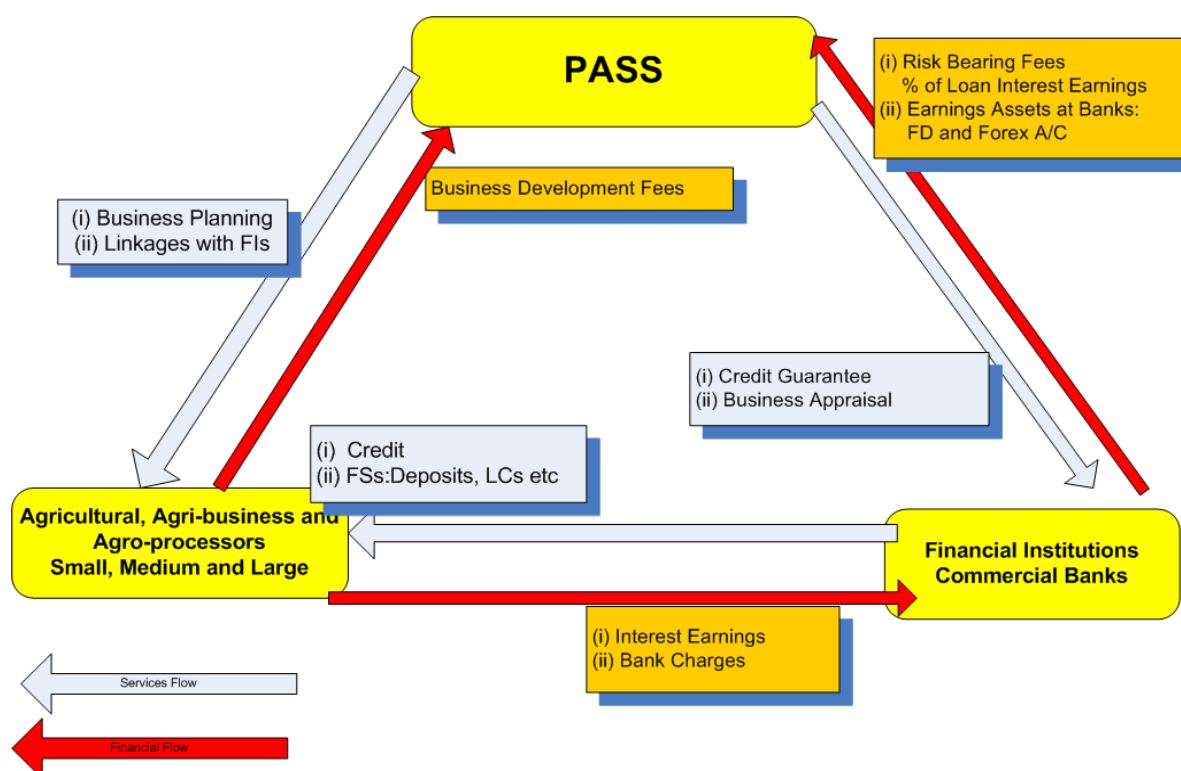 PASS
(i) Risk Bearing Fees
% of Loan Interest Earnings
(ii) Earnings Assets at Banks:
FD and Forex A/C
Business Development Fees
(i) Business Planning
(ii) Linkages with FIs
(i) Credit Guarantee
(ii) Business Appraisal
(i) Credit
(ii) FSs:Deposits, LCs etc
Agricultural, Agri-business and
Agro-processors
Small, Medium and Large
Financial Institutions
Commercial Banks
(i) Interest Earnings
(ii) Bank Charges
Services Flow
Financial Flow